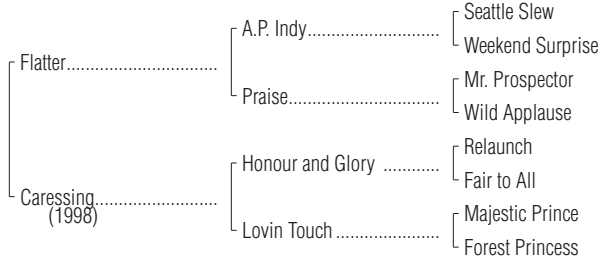 Seattle Slew
A.P. Indy
Weekend Surprise
Flatter
Mr. Prospector
Praise
Wild Applause
Relaunch
Honour and Glory
Fair to All
Caressing
(1998)
Majestic Prince
Lovin Touch
Forest Princess